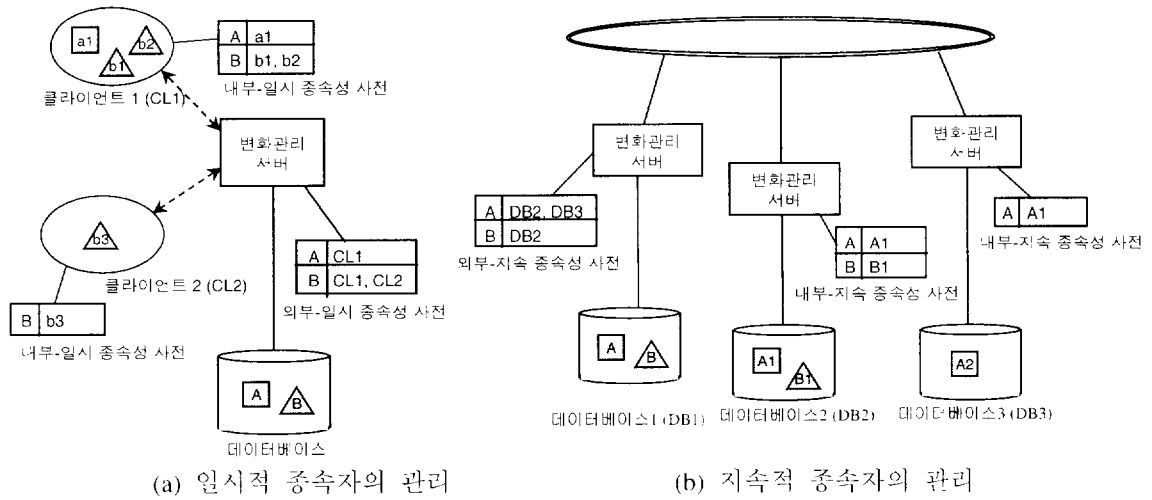 a1
b2
b1
A a1
B b1, b2
내부-일시 종속성 사전
클라이언트 1 (CL1)
변화관리
서버
b3
클라이언트 2 (CL2)
B b3
내부-일시 종속성 사전
A CL1
B CL1, CL2
외부-일시 종속성 사전
A
B
데이터베이스
(a) 일시적 종속자의 관리
변화관리
서버
A DB2, DB3
B DB2
외부-지속 종속성 사전
A
B
데이터베이스1 (DB1)
변화관리
서버
A A1
B B1
내부-지속 종속성 사전
A1
B1
데이터베이스2 (DB2)
변화관리
서버
A A1
내부-지속 종속성 사전
A2
데이터베이스3 (DB3)
(b) 지속적 종속자의 관리